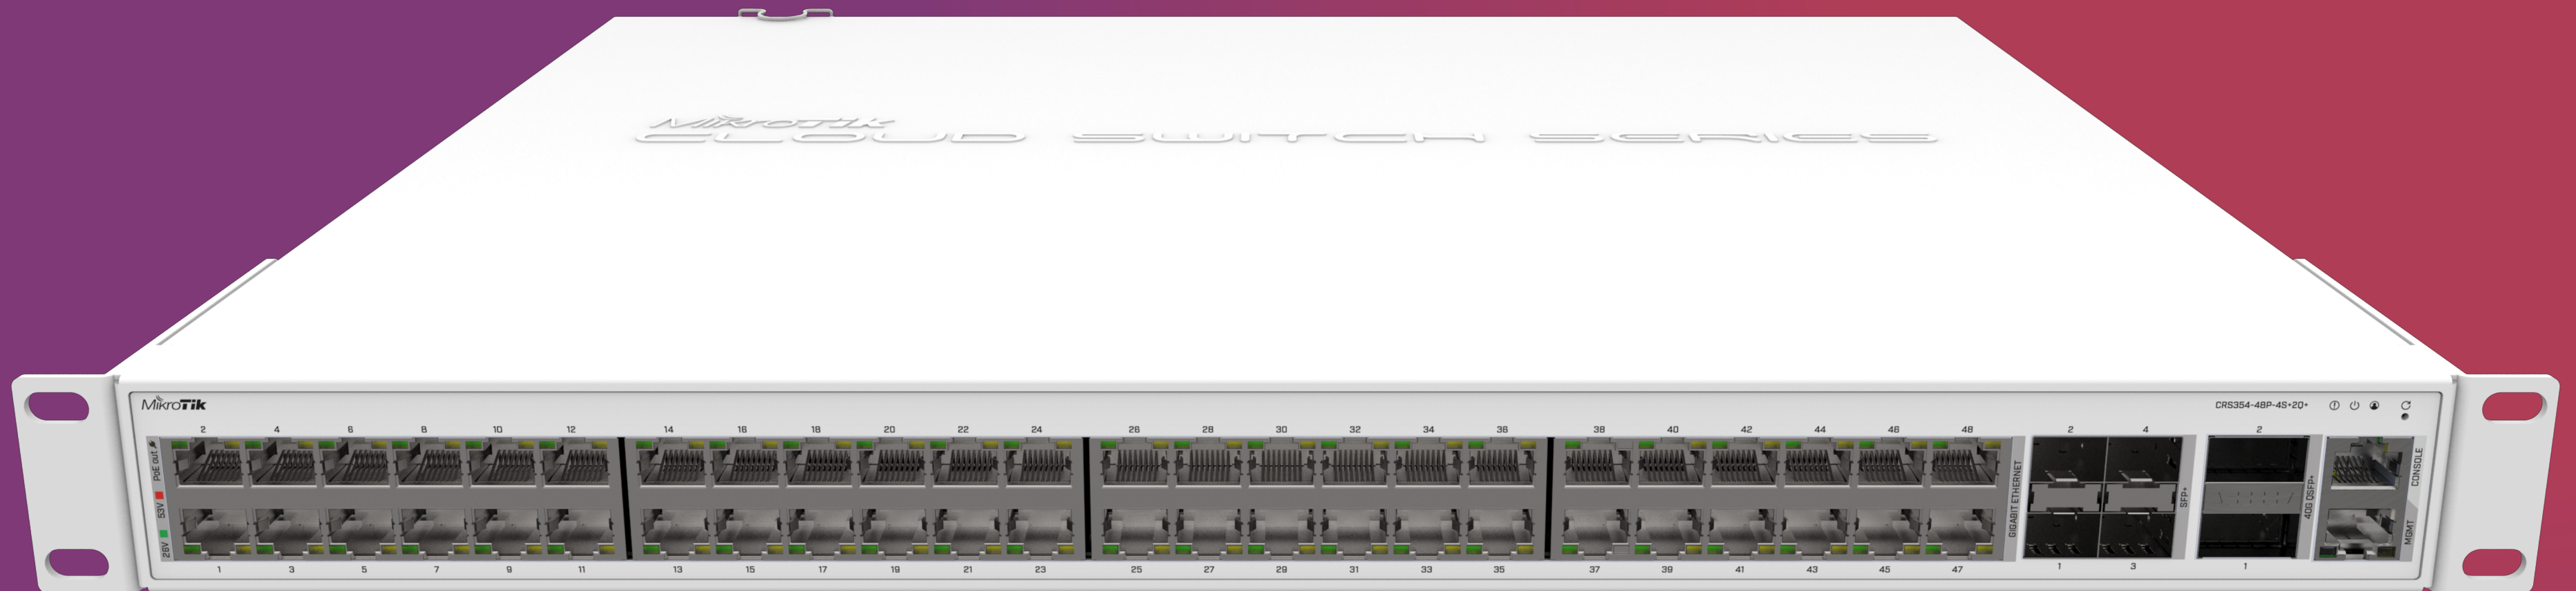 MikroTik
CLOUD SWITCH SERIES
MikroTik
CRS354-48P-4S+2Q+
2 4 6 8 10 12 14 16 18 20 22 24 26 28 30 32 34 36 38 40 42 44 46 48 2 4 2
PoE out
53V
26V
GIGABIT ETHERNET
SFP+
40G QSFP+
CONSOLE
MGMT
1 3 5 7 9 11 13 15 17 19 21 23 25 27 29 31 33 35 37 39 41 43 45 47 1 3 1